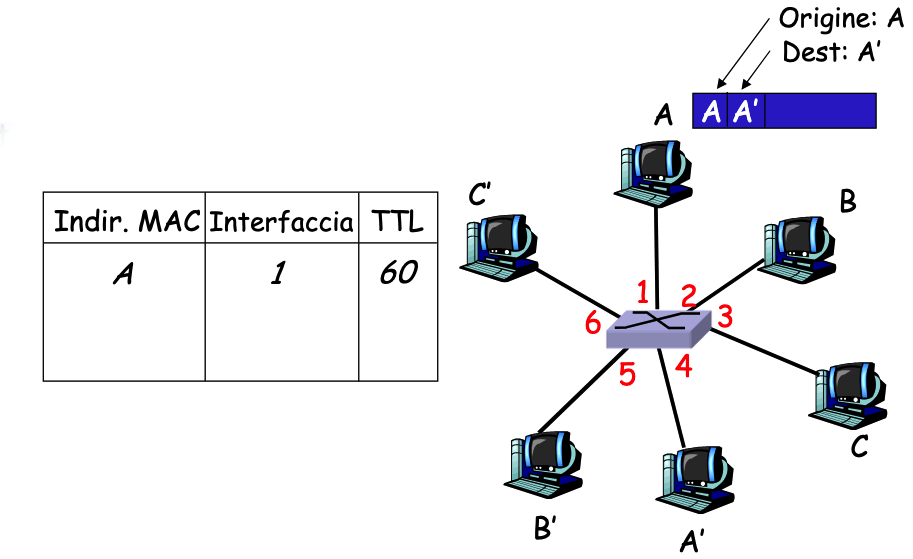 Origine: A
Dest: A'
A A'
A
C'
B
Indir. MAC Interfaccia TTL
A 1 60
1
2
6
3
5
4
C
B'
A'